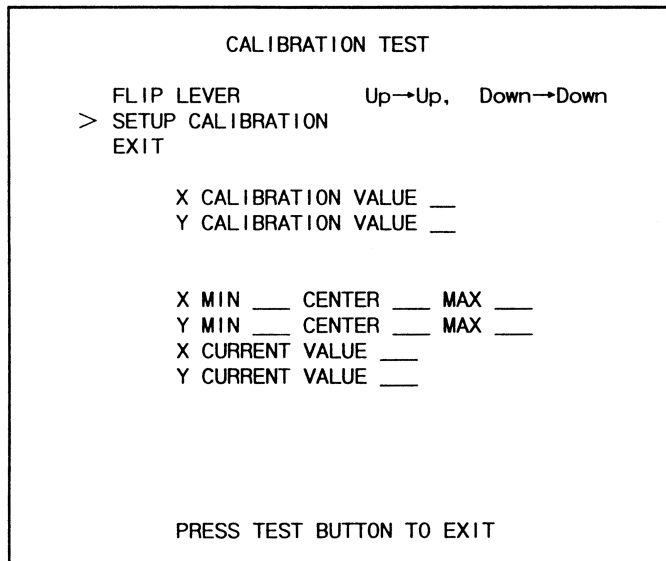 CALIBRATION TEST
FLIP LEVER Up→Up, Down→Down
> SETUP CALIBRATION
EXIT
X CALIBRATION VALUE __
Y CALIBRATION VALUE __
X MIN ___ CENTER ___ MAX ___
Y MIN ___ CENTER ___ MAX ___
X CURRENT VALUE ___
Y CURRENT VALUE ___
PRESS TEST BUTTON TO EXIT